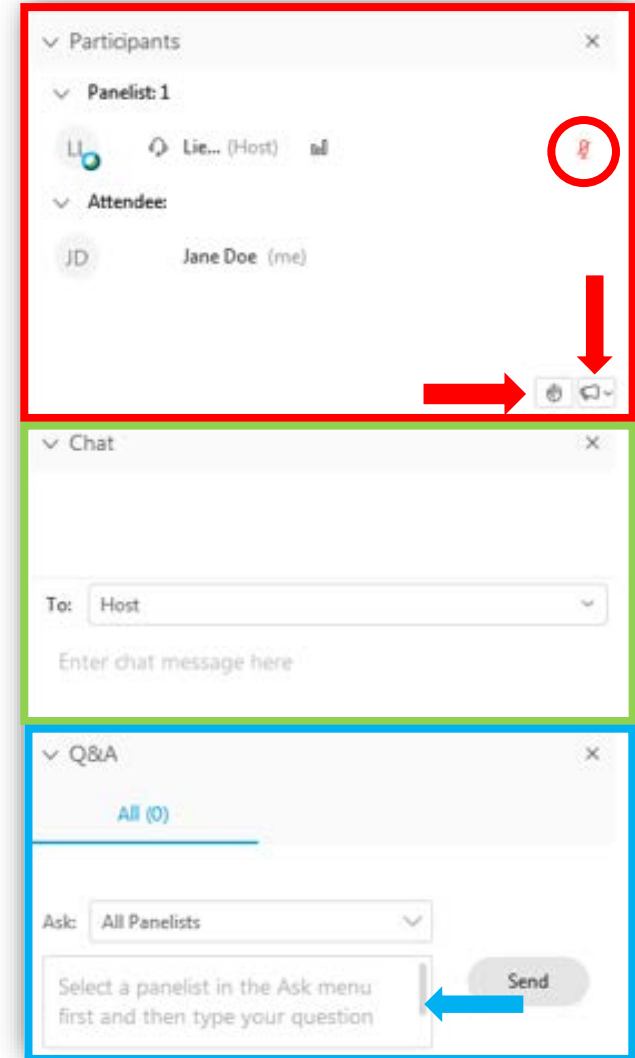 Participants
Panelist: 1
LI Lie... (Host)
Attendee:
JD Jane Doe (me)
Chat
To: Host
Enter chat message here
Q&A
All (0)
Ask: All Panelists
Select a panelist in the Ask menu
first and then type your question
Send